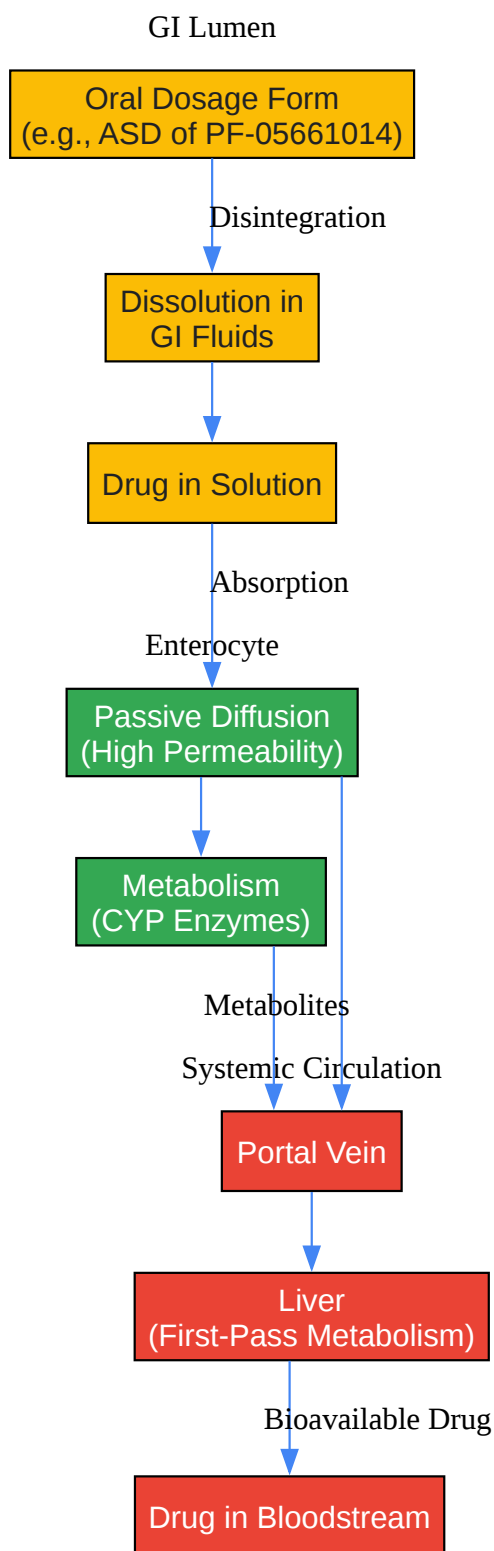 GI Lumen
Oral Dosage Form
(e.g., ASD of PF-05661014)
Disintegration
Dissolution in
GI Fluids
Drug in Solution
Absorption
Enterocyte
Passive Diffusion
(High Permeability)
Metabolism
(CYP Enzymes)
Metabolites
Systemic Circulation
Portal Vein
Liver
(First-Pass Metabolism)
Bioavailable Drug
Drug in Bloodstream